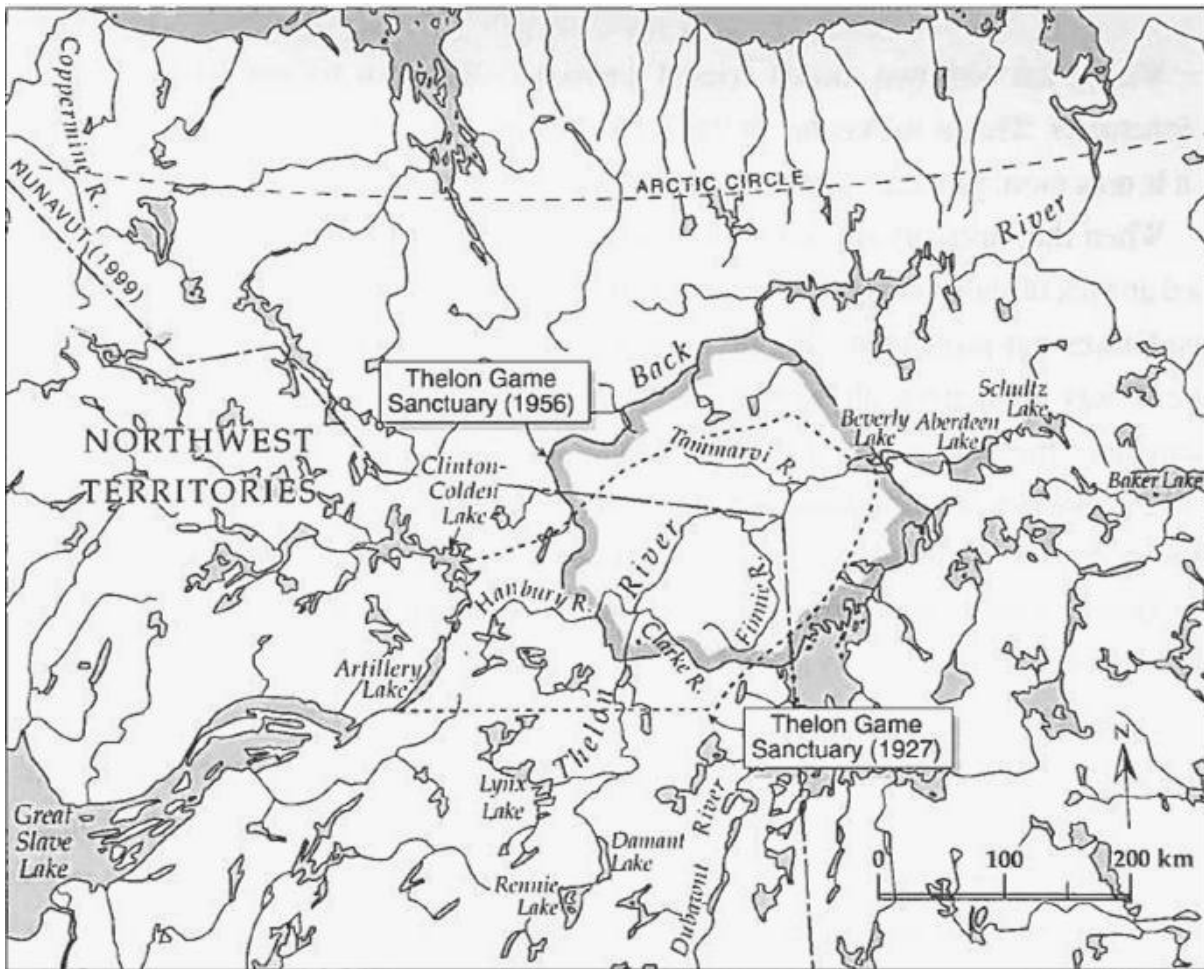 Coppermine R.
NUNAVUT (1999)
ARCTIC CIRCLE
River
Back
Thelon Game
Sanctuary (1956)
Schultz
Lake
Beverly
Lake
Aberdeen
Lake
Tammarvi R.
Baker Lake
NORTHWEST
TERRITORIES
Clinton-
Colden
Lake
River
Hanbury R.
Finnie R.
Clarke R.
Artillery
Lake
Thelon
Thelon Game
Sanctuary (1927)
N
Lynx
Lake
Great
Slave
Lake
Damant
Lake
Rennie
Lake
Dubawnt River
0 100 200 km